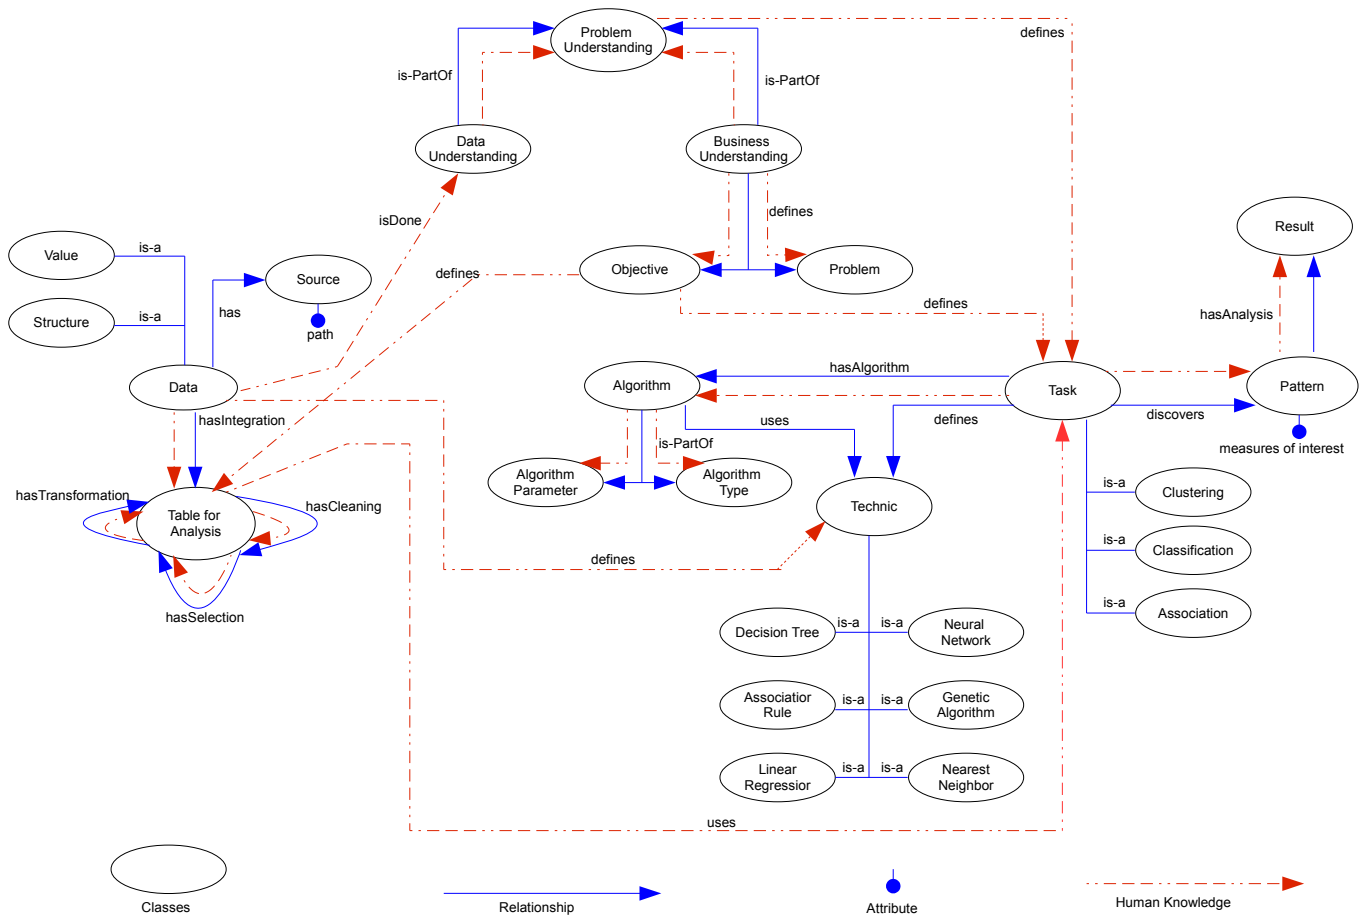 Problem
Understanding
defines
is-PartOf
is-PartOf
Data
Understanding
Business
Understanding
isDone
defines
Result
Value
is-a
Source
defines
Objective
Problem
Structure
is-a
has
path
defines
hasAnalysis
Data
Algorithm
hasAlgorithm
Task
Pattern
hasIntegration
uses
defines
discovers
is-PartOf
measures of interest
hasTransformation
Table for
Analysis
hasCleaning
Algorithm
Parameter
Algorithm
Type
Technic
is-a
Clustering
is-a
Classification
defines
hasSelection
is-a
Association
Decision Tree
is-a
is-a
Neural
Network
Associatior
Rule
is-a
is-a
Genetic
Algorithm
Linear
Regressior
is-a
is-a
Nearest
Neighbor
uses
Classes
Relationship
Attribute
Human Knowledge